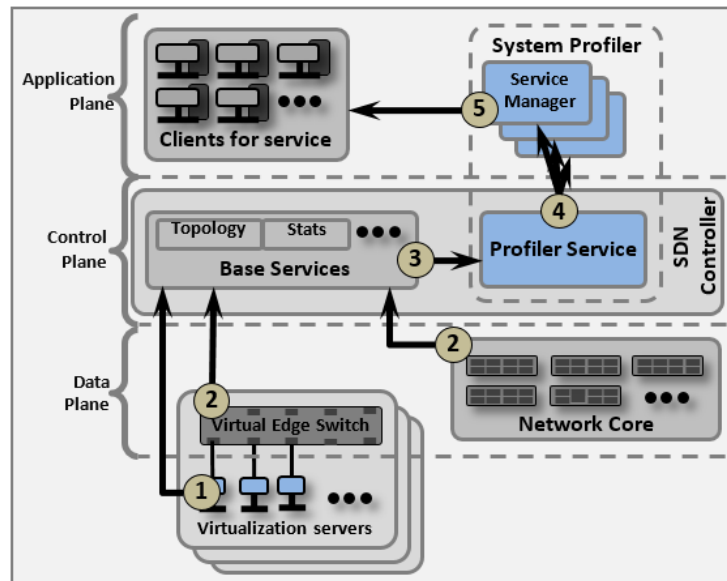 Application
Plane
System Profiler
Service
Manager
5
Clients for service
4
Control
Plane
Topology
Stats
Base Services
3
Profiler Service
SDN
Controller
Data
Plane
2
2
Virtual Edge Switch
Network Core
1
Virtualization servers